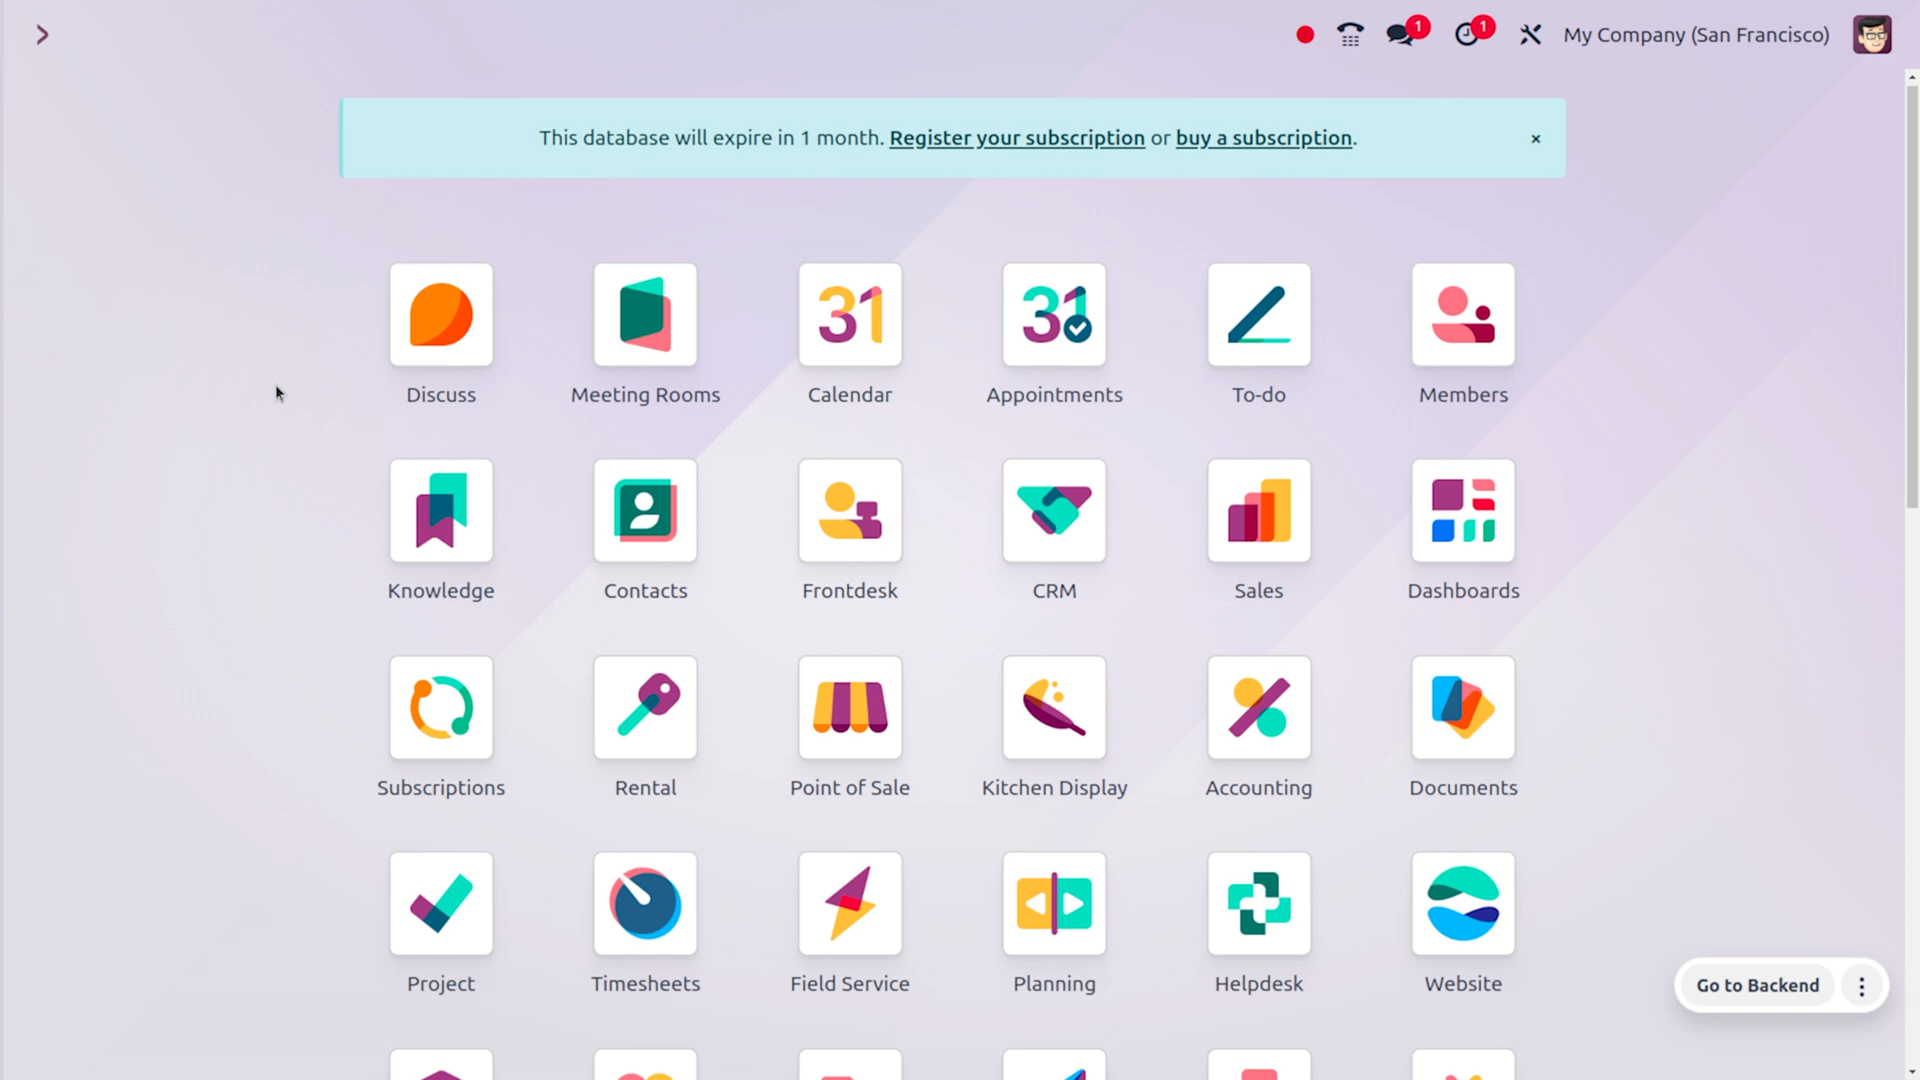 1
1
My Company (San Francisco)
This database will expire in 1 month. Register your subscription or buy a subscription.
31
31
Discuss
Meeting Rooms
Calendar
Appointments
To-do
Members
Knowledge
Contacts
Frontdesk
CRM
Sales
Dashboards
Subscriptions
Rental
Point of Sale
Kitchen Display
Accounting
Documents
Project
Timesheets
Field Service
Planning
Helpdesk
Website
Go to Backend